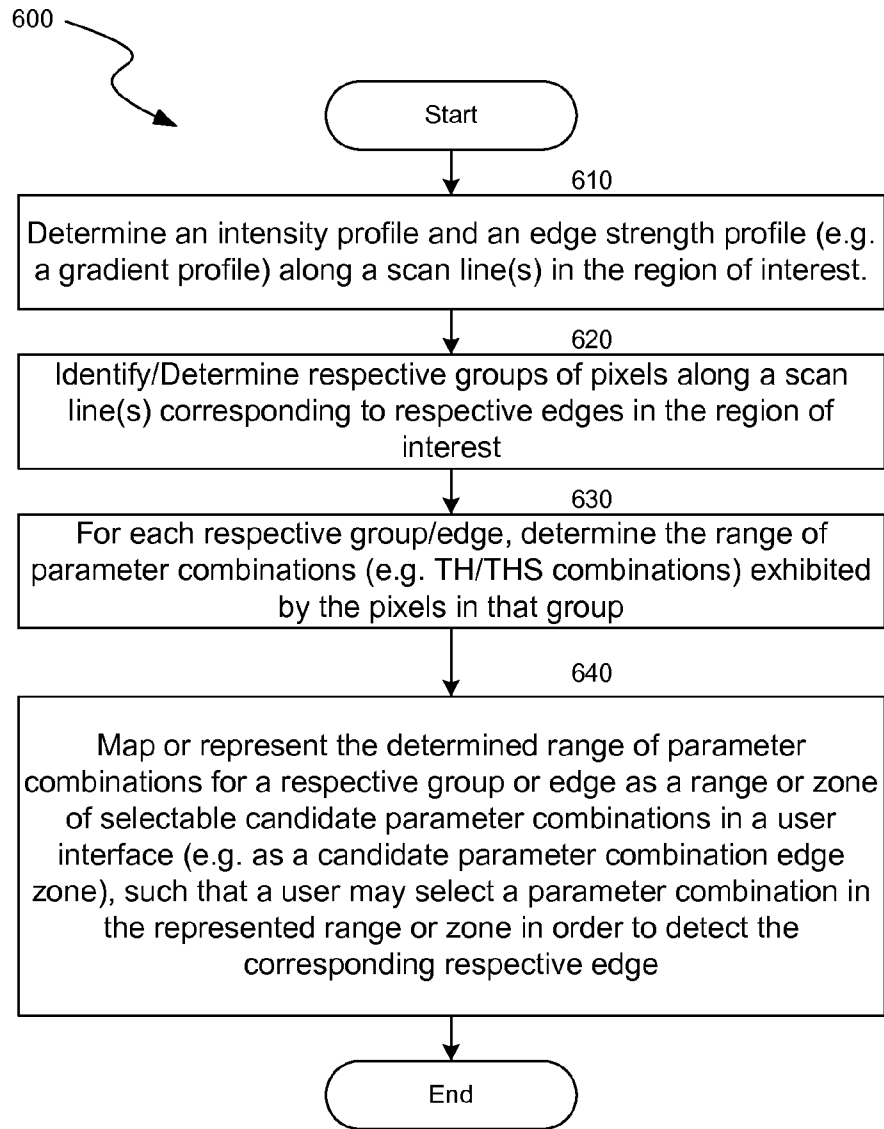 600
Start
610
Determine an intensity profile and an edge strength profile (e.g.
a gradient profile) along a scan line(s) in the region of interest.
620
Identify/Determine respective groups of pixels along a scan
line(s) corresponding to respective edges in the region of
interest
630
For each respective group/edge, determine the range of
parameter combinations (e.g. TH/THS combinations) exhibited
by the pixels in that group
640
Map or represent the determined range of parameter
combinations for a respective group or edge as a range or zone
of selectable candidate parameter combinations in a user
interface (e.g. as a candidate parameter combination edge
zone), such that a user may select a parameter combination in
the represented range or zone in order to detect the
corresponding respective edge
End